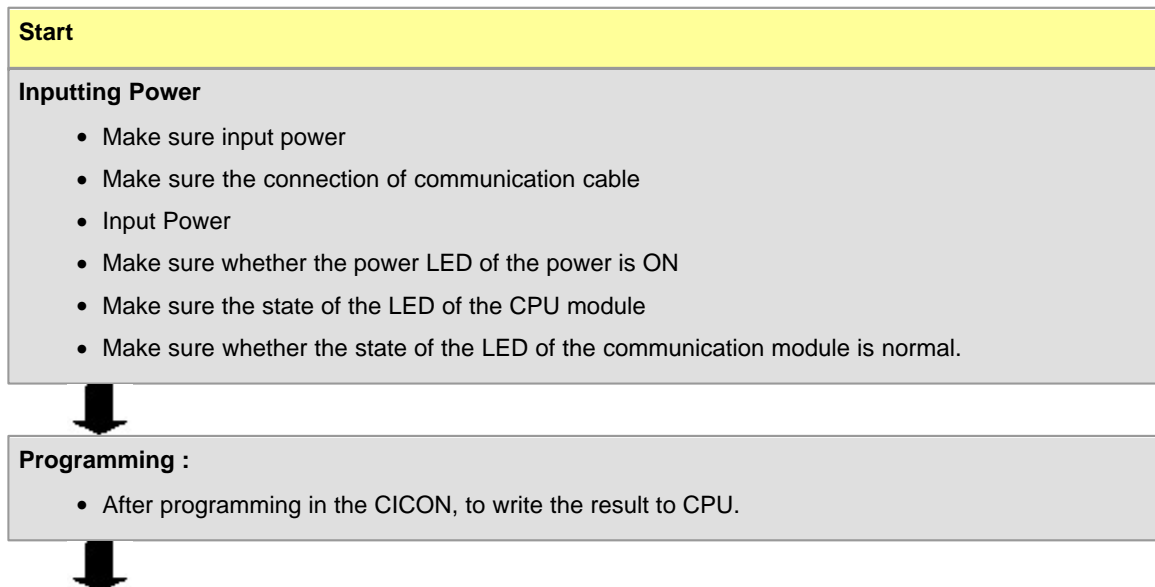 Start
Inputting Power
• Make sure input power
• Make sure the connection of communication cable
• Input Power
• Make sure whether the power LED of the power is ON
• Make sure the state of the LED of the CPU module
• Make sure whether the state of the LED of the communication module is normal.
Programming :
• After programming in the CICON, to write the result to CPU.